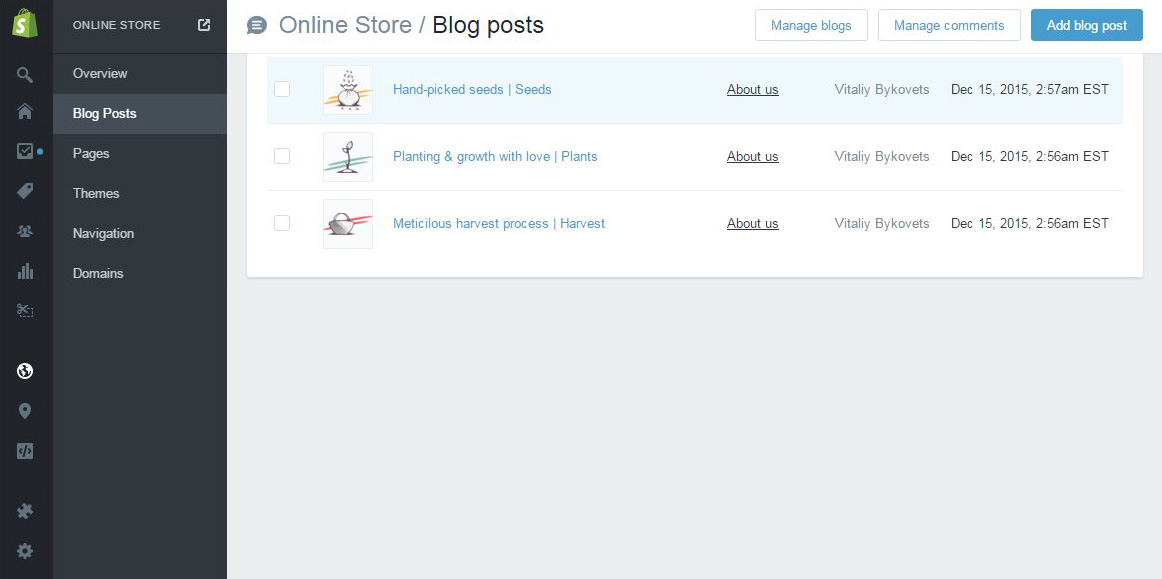 ONLINE STORE
Online Store / Blog posts
Manage blogs
Manage comments
Add blog post
Overview
Blog Posts
Pages
Themes
Navigation
Domains
Hand-picked seeds | Seeds About us Vitaliy Bykovets Dec 15, 2015, 2:57am EST
Planting & growth with love | Plants About us Vitaliy Bykovets Dec 15, 2015, 2:56am EST
Meticilous harvest process | Harvest About us Vitaliy Bykovets Dec 15, 2015, 2:56am EST